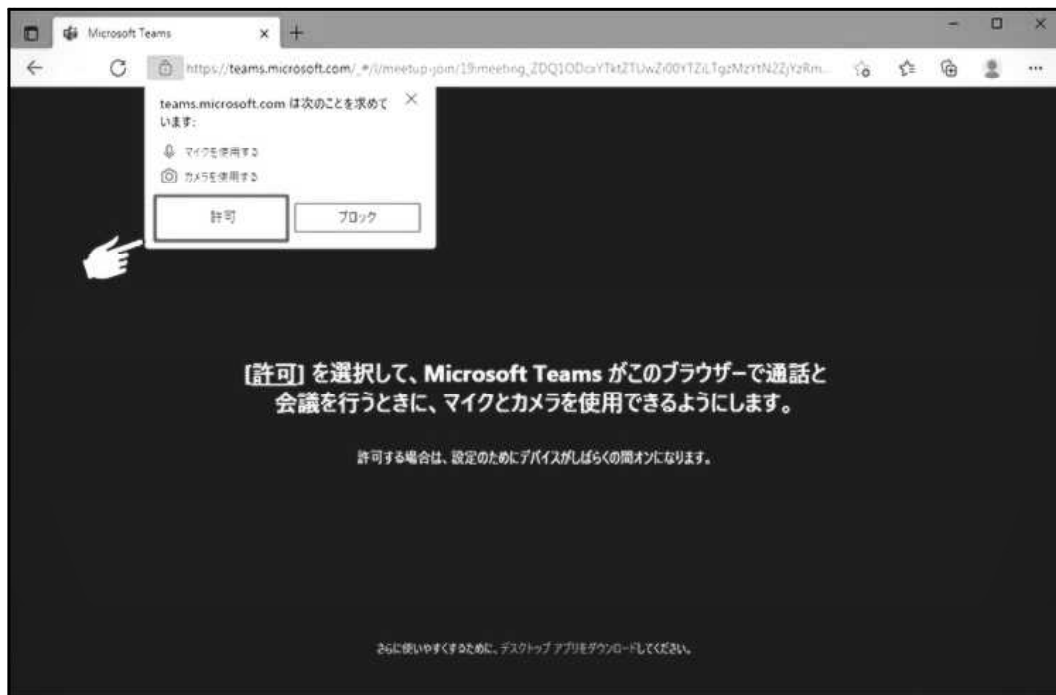 Microsoft Teams
https://teams.microsoft.com/_#/l/meetup-join/19:meeting_
teams.microsoft.com は次のことを求めて
います:
マイクを使用する
カメラを使用する
許可
ブロック
[許可] を選択して、Microsoft Teams がこのブラウザーで通話と
会議を行うときに、マイクとカメラを使用できるようにします。
許可する場合は、設定のためにデバイスがしばらくの間オンになります。
さらに使いやすくするために、デスクトップ アプリをダウンロードしてください。